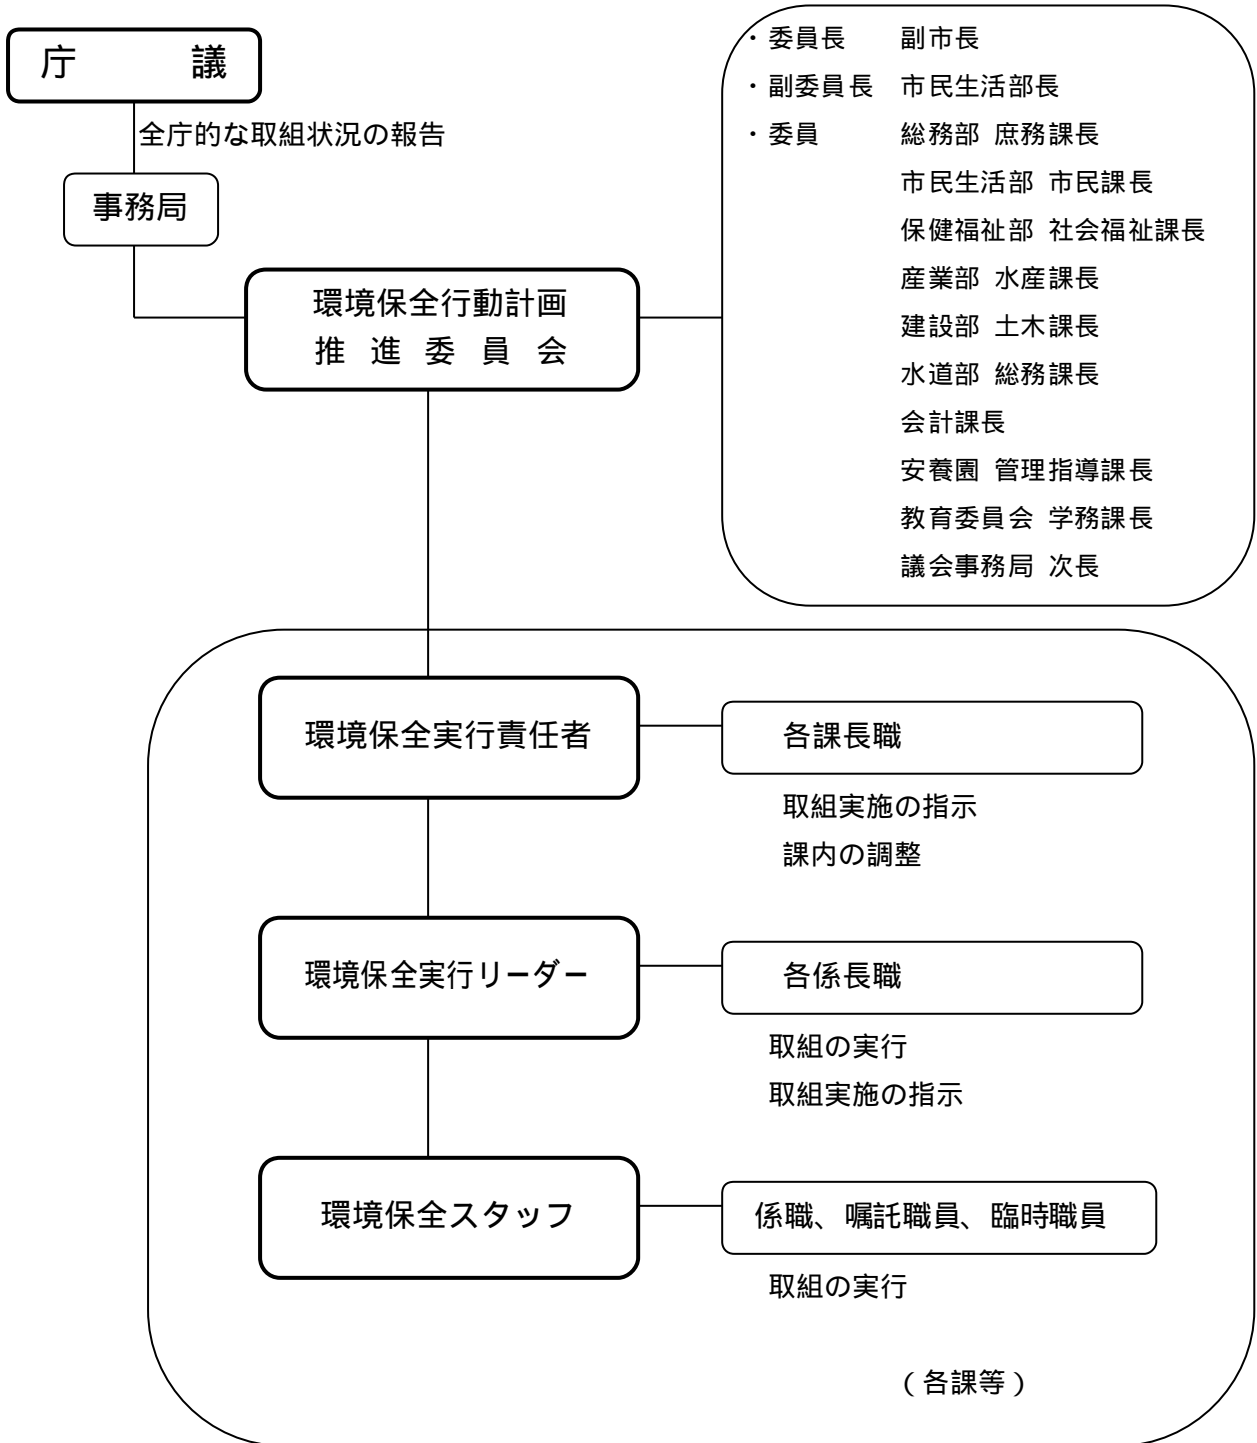 庁　議
全庁的な取組状況の報告
事務局
環境保全行動計画
推進委員会
・委員長　副市長
・副委員長　市民生活部長
・委員　総務部 庶務課長
市民生活部 市民課長
保健福祉部 社会福祉課長
産業部 水産課長
建設部 土木課長
水道部 総務課長
会計課長
安養園 管理指導課長
教育委員会 学務課長
議会事務局 次長
環境保全実行責任者
各課長職
取組実施の指示
課内の調整
環境保全実行リーダー
各係長職
取組の実行
取組実施の指示
環境保全スタッフ
係職、嘱託職員、臨時職員
取組の実行
（各課等）